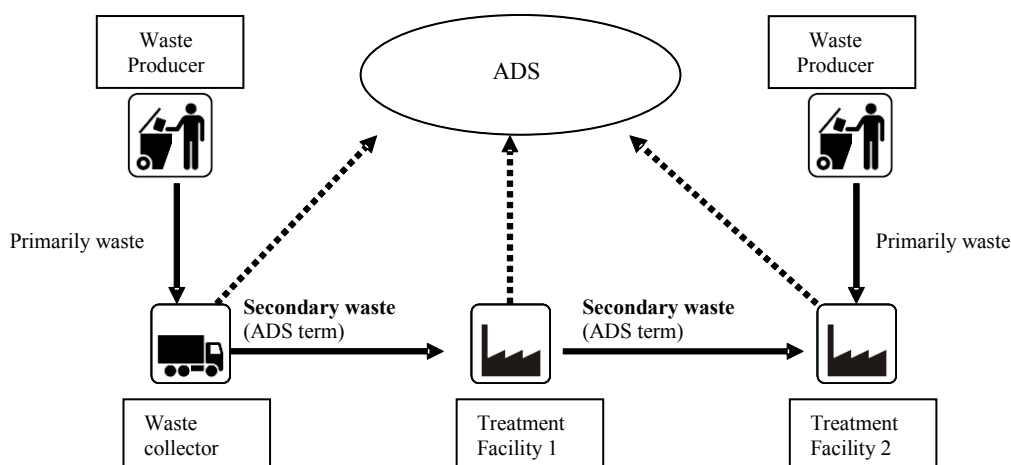 Waste
Producer
ADS
Waste
Producer
Primarily waste
Primarily waste
Secondary waste
(ADS term)
Secondary waste
(ADS term)
Waste
collector
Treatment
Facility 1
Treatment
Facility 2